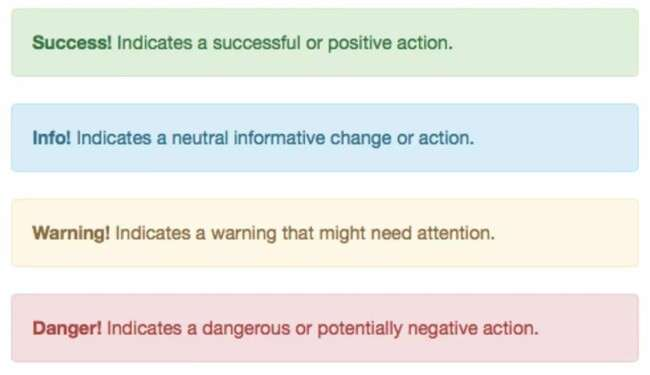 Success! Indicates a successful or positive action.
Info! Indicates a neutral informative change or action.
Warning! Indicates a warning that might need attention.
Danger! Indicates a dangerous or potentially negative action.